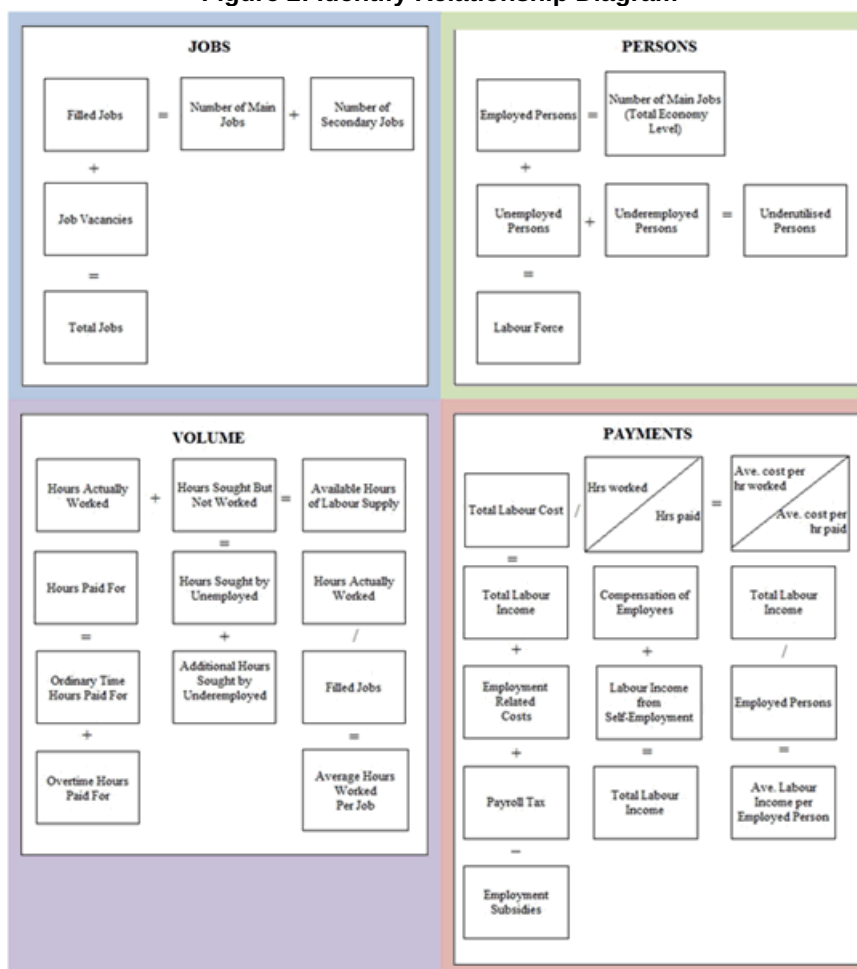 Figure 2: Identity Relationship Diagram
JOBS
Filled Jobs
=
Number of Main
Jobs
+
Number of
Secondary Jobs
+
Job Vacancies
=
Total Jobs
PERSONS
Employed Persons
=
Number of Main Jobs
(Total Economy
Level)
+
Unemployed
Persons
+
Underemployed
Persons
=
Underutilised
Persons
=
Labour Force
VOLUME
Hours Actually
Worked
+
Hours Sought But
Not Worked
=
Available Hours
of Labour Supply
=
Hours Paid For
Hours Sought by
Unemployed
Hours Actually
Worked
=
+
/
Ordinary Time
Hours Paid For
Additional Hours
Sought by
Underemployed
Filled Jobs
+
=
Overtime Hours
Paid For
Average Hours
Worked
Per Job
PAYMENTS
Total Labour Cost
/
Hrs worked
Hrs paid
=
Ave. cost per
hr worked
Ave. cost per
hr paid
=
Total Labour
Income
Compensation of
Employees
Total Labour
Income
+
+
/
Employment
Related
Costs
Labour Income
from
Self-Employment
Employed Persons
+
=
=
Payroll Tax
Total Labour
Income
Ave. Labour
Income per
Employed Person
−
Employment
Subsidies